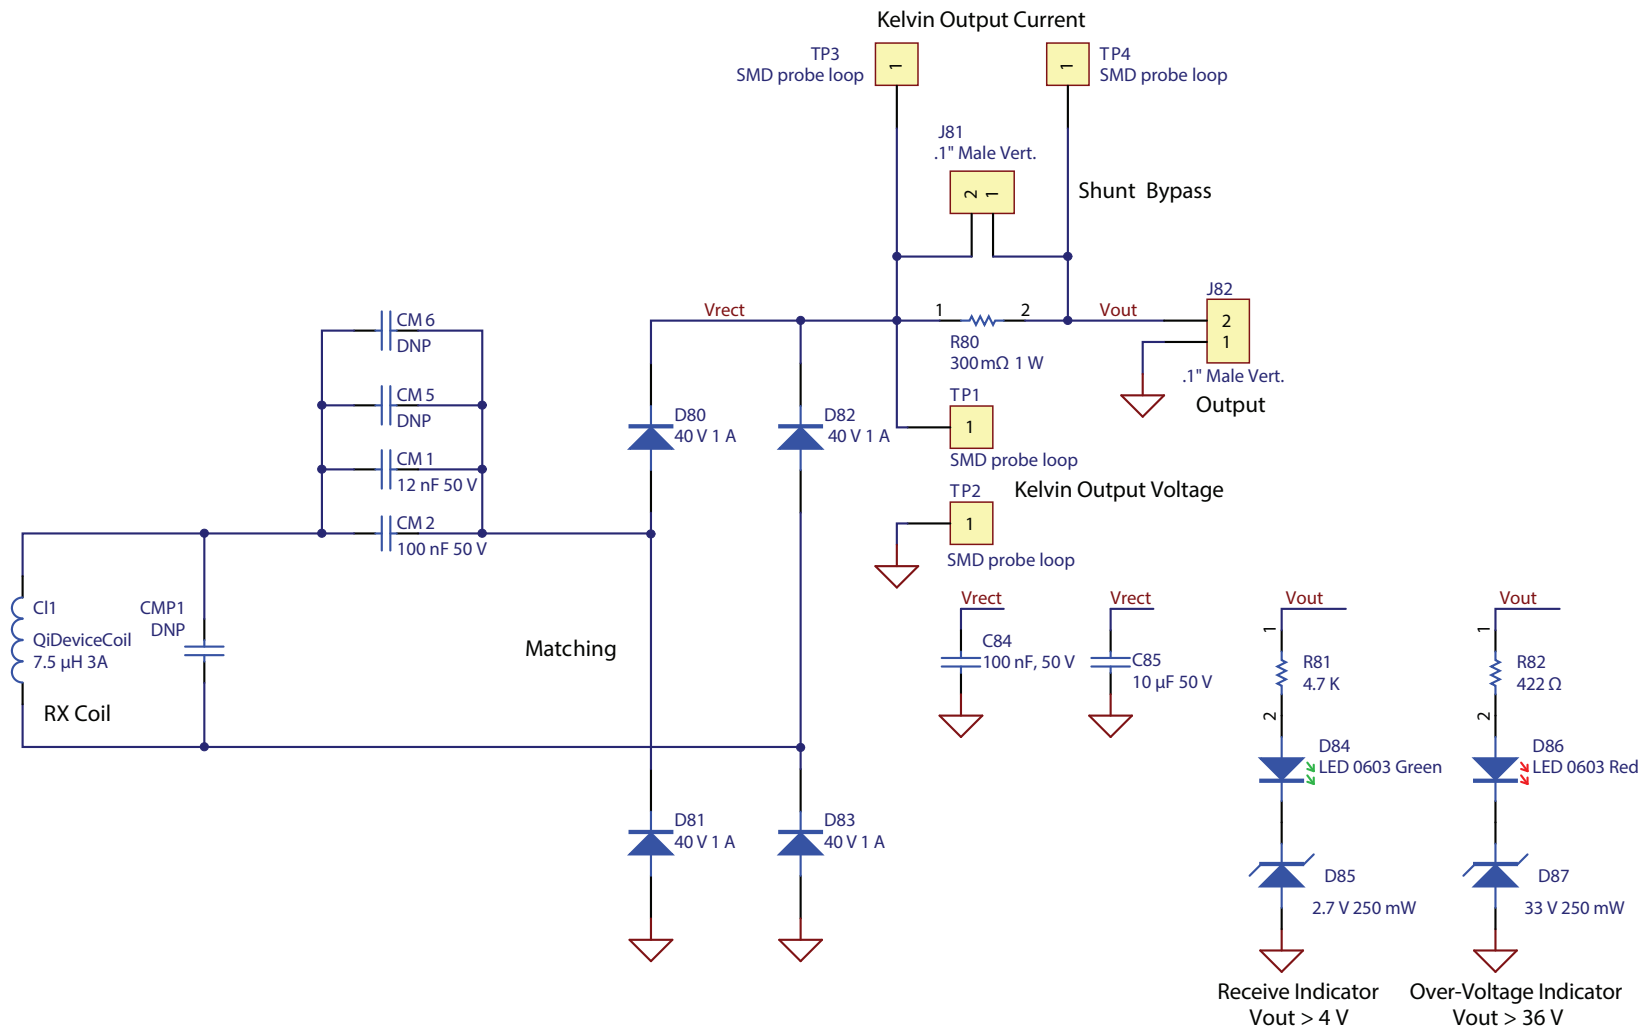 Kelvin Output Current
TP3
SMD probe loop
1
1
TP4
SMD probe loop
J81
.1" Male Vert.
2 1
Shunt Bypass
Vrect
1
2
R80
300 mΩ 1 W
Vout
J82
2
1
.1" Male Vert.
Output
CM 6
DNP
CM 5
DNP
CM 1
12 nF 50 V
CM 2
100 nF 50 V
D80
40 V 1 A
D82
40 V 1 A
TP1
1
SMD probe loop
Kelvin Output Voltage
TP2
1
SMD probe loop
Cl1
QiDeviceCoil
7.5 µH 3A
RX Coil
CMP1
DNP
Matching
Vrect
C84
100 nF, 50 V
Vrect
C85
10 µF 50 V
Vout
1
R81
4.7 K
2
D84
LED 0603 Green
D85
2.7 V 250 mW
Receive Indicator
Vout > 4 V
Vout
1
R82
422 Ω
2
D86
LED 0603 Red
D87
33 V 250 mW
Over-Voltage Indicator
Vout > 36 V
D81
40 V 1 A
D83
40 V 1 A